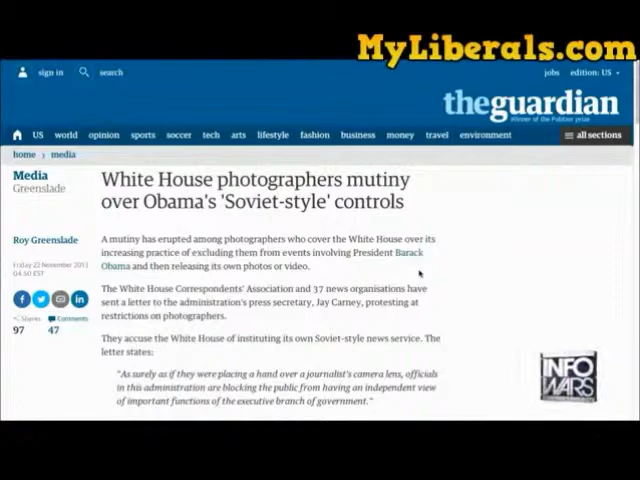 MyLiberals.com
sign in search jobs edition: US
theguardian
Winner of the Pulitzer prize
US world opinion sports soccer tech arts lifestyle fashion business money travel environment all sections
home › media
Media
Greenslade
White House photographers mutiny
over Obama's 'Soviet-style' controls
Roy Greenslade
Friday 22 November 2013
04.50 EST
Shares Comments
97 47
A mutiny has erupted among photographers who cover the White House over its
increasing practice of excluding them from events involving President Barack
Obama and then releasing its own photos or video.
The White House Correspondents' Association and 37 news organisations have
sent a letter to the administration's press secretary, Jay Carney, protesting at
restrictions on photographers.
They accuse the White House of instituting its own Soviet-style news service. The
letter states:
"As surely as if they were placing a hand over a journalist's camera lens, officials
in this administration are blocking the public from having an independent view
of important functions of the executive branch of government."
INFO
WARS